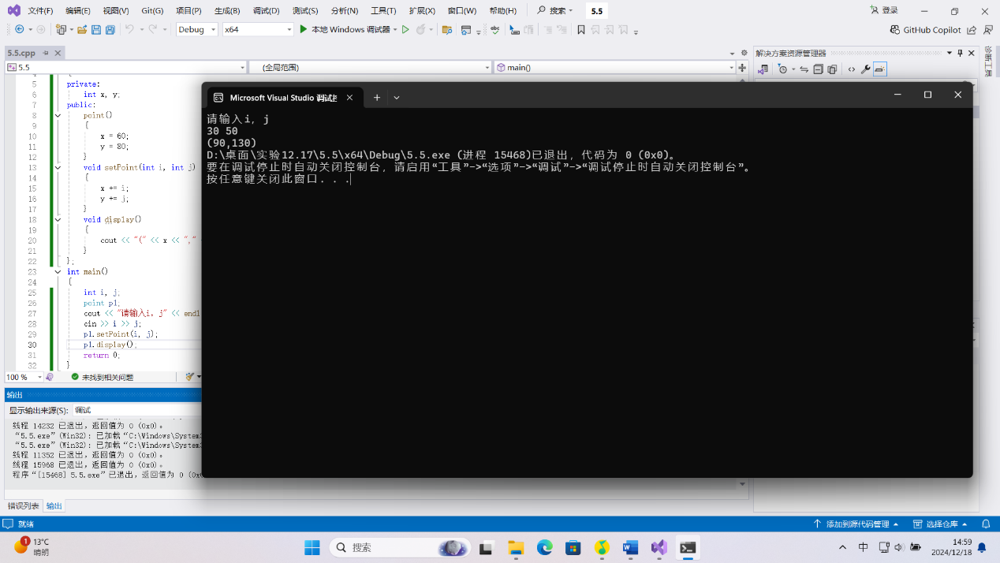 文件(F) 编辑(E) 视图(V) Git(G) 项目(P) 生成(B) 调试(D) 测试(S) 分析(N) 工具(T) 扩展(X) 窗口(W) 帮助(H) 搜索 5.5 登录
Debug x64 本地 Windows 调试器 GitHub Copilot
5.5.cpp
5.5 (全局范围) main()
解决方案资源管理器
5 private:
6 int x, y;
7 public:
8 point()
9 {
10 x = 60;
11 y = 80;
12 }
13 void setPoint(int i, int j)
14 {
15 x += i;
16 y += j;
17 }
18 void display()
19 {
20 cout << "(" << x << ","
21 }
22 };
23 int main()
24 {
25 int i, j;
26 point p1;
27 cout << "请输入i, j" << endl
28 cin >> i >> j;
29 p1.setPoint(i, j);
30 p1.display();
31 return 0;
32 }
100 % 未找到相关问题
Microsoft Visual Studio 调试
请输入i, j
30 50
(90,130)
D:\桌面\实验12.17\5.5\x64\Debug\5.5.exe (进程 15468)已退出，代码为 0 (0x0)。
要在调试停止时自动关闭控制台，请启用“工具”->“选项”->“调试”->“调试停止时自动关闭控制台”。
按任意键关闭此窗口. . .
输出
显示输出来源(S): 调试
线程 14232 已退出，返回值为 0 (0x0)。
“5.5.exe”(Win32): 已加载“C:\Windows\System3
“5.5.exe”(Win32): 已加载“C:\Windows\System3
线程 11352 已退出，返回值为 0 (0x0)。
线程 15968 已退出，返回值为 0 (0x0)。
程序“[15468] 5.5.exe”已退出，返回值为 0 (0x0
错误列表 输出
就绪 添加到源代码管理 选择仓库
1 13°C
晴朗
搜索
中
14:59
2024/12/18